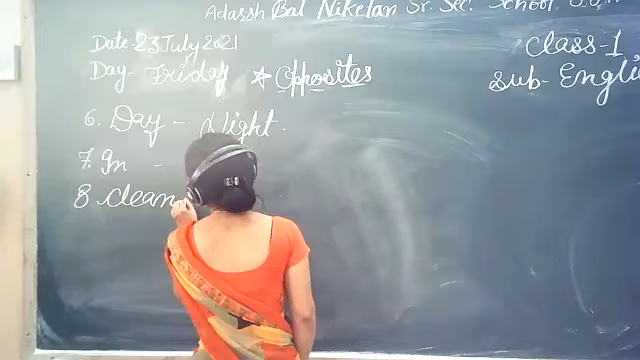 Adarsh Bal Niketan Sr. Sec. School
Date- 23 July 2021
Class-1
Day- Friday
* Opposites
Sub- Engli
6. Day - Night.
7. In -
8 clean